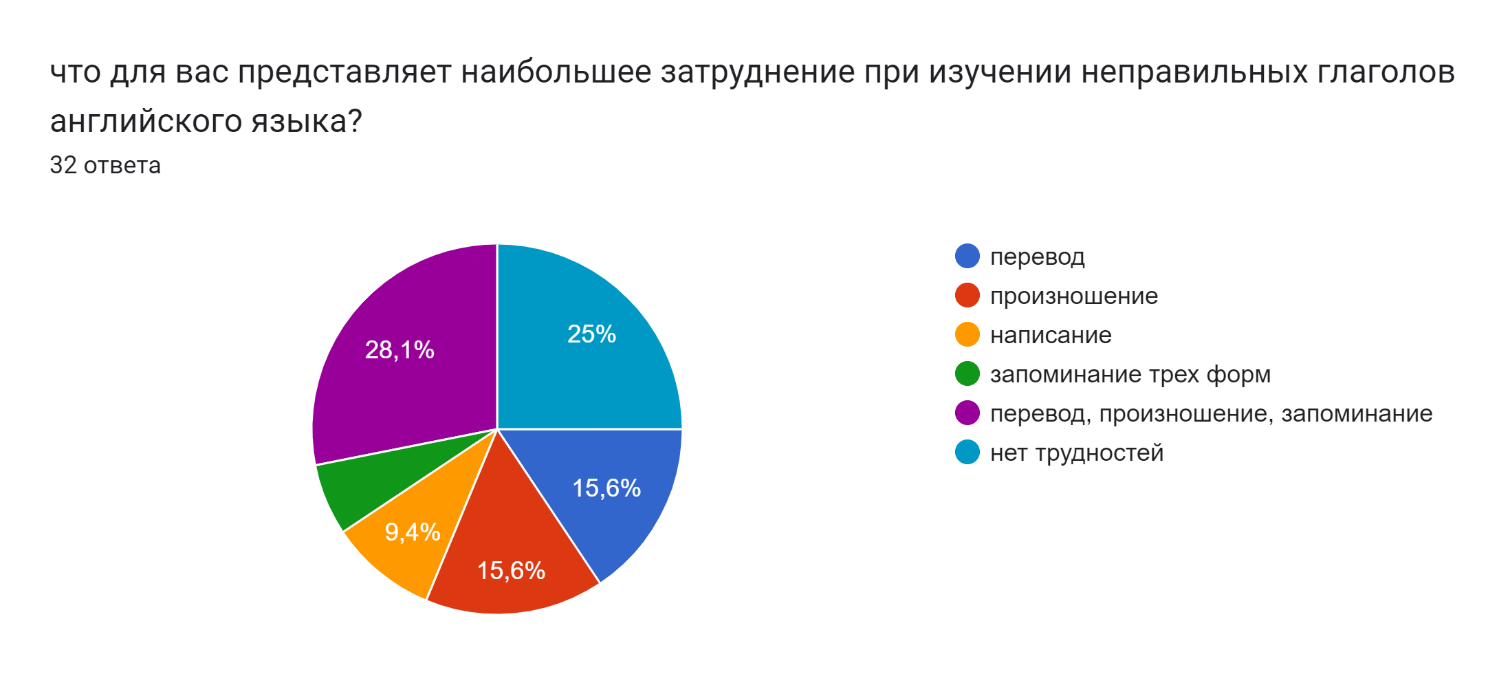 что для вас представляет наибольшее затруднение при изучении неправильных глаголов
английского языка?
32 ответа
28,1%
25%
15,6%
9,4%
15,6%
перевод
произношение
написание
запоминание трех форм
перевод, произношение, запоминание
нет трудностей